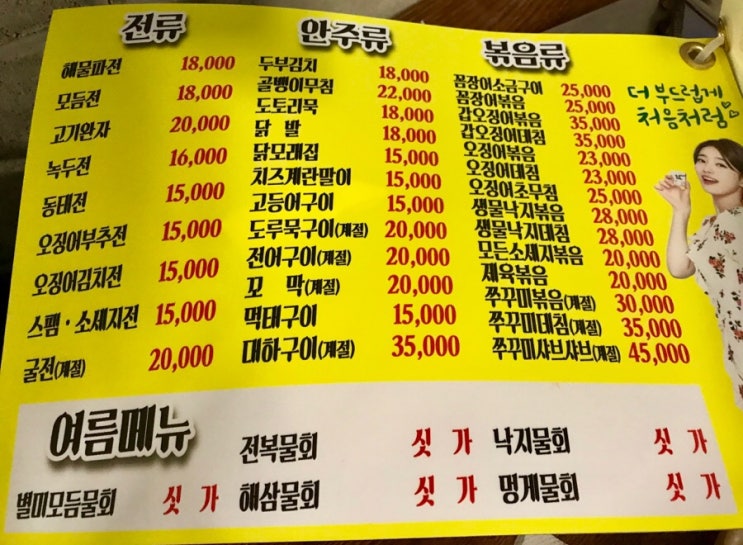 전류
해물파전 18,000
모듬전 18,000
고기완자 20,000
녹두전 16,000
동태전 15,000
오징어부추전 15,000
오징어김치전 15,000
스팸·소세지전 15,000
굴전(계절) 20,000
안주류
두부김치 18,000
골뱅이무침 22,000
도토리묵 18,000
닭 발 18,000
닭모래집 15,000
치즈계란말이 15,000
고등어구이 15,000
도루묵구이(계절) 20,000
전어구이(계절) 20,000
꼬 막(계절) 20,000
먹태구이 15,000
대하구이(계절) 35,000
볶음류
꼼장어소금구이 25,000
꼼장어볶음 25,000
갑오징어볶음 35,000
갑오징어데침 35,000
오징어볶음 23,000
오징어데침 23,000
오징어초무침 25,000
생물낙지볶음 28,000
생물낙지데침 28,000
모든소세지볶음 20,000
제육볶음 20,000
쭈꾸미볶음(계절) 30,000
쭈꾸미데침(계절) 35,000
쭈꾸미샤브샤브(계절) 45,000
더 부드럽게
처음처럼
여름메뉴
전복물회 싯 가
낙지물회 싯 가
별미모듬물회 싯 가
해삼물회 싯 가
멍게물회 싯 가